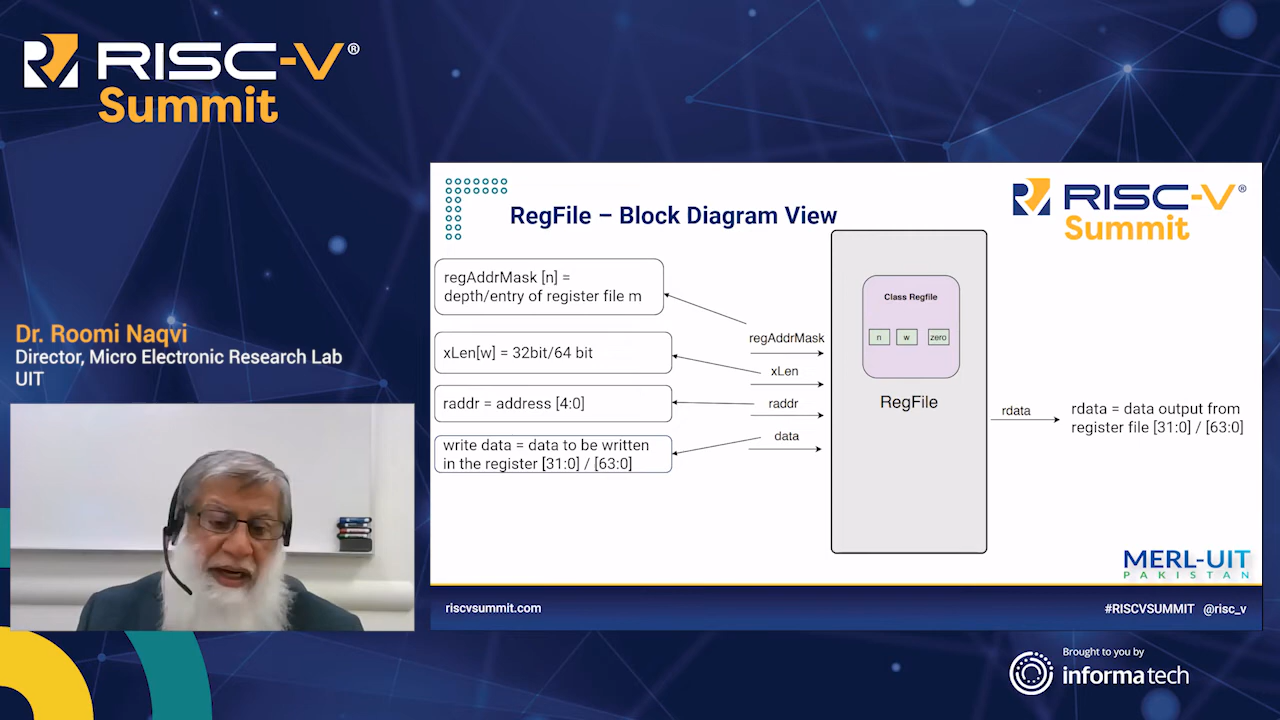 RISC-V®
Summit
Dr. Roomi Naqvi
Director, Micro Electronic Research Lab
UIT
RegFile – Block Diagram View
RISC-V®
Summit
regAddrMask [n] =
depth/entry of register file m
xLen[w] = 32bit/64 bit
raddr = address [4:0]
write data = data to be written
in the register [31:0] / [63:0]
regAddrMask
xLen
raddr
data
Class Regfile
n w zero
RegFile
rdata
rdata = data output from
register file [31:0] / [63:0]
MERL-UIT
PAKISTAN
riscvsummit.com
#RISCVSUMMIT @risc_v
Brought to you by
informa tech